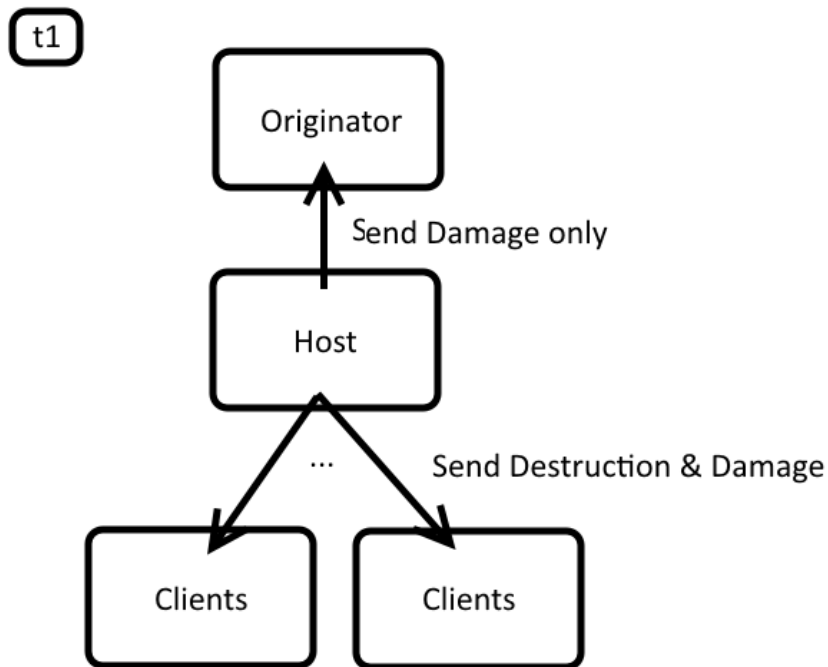 t1
Originator
Send Damage only
Host
...
Send Destruction & Damage
Clients
Clients